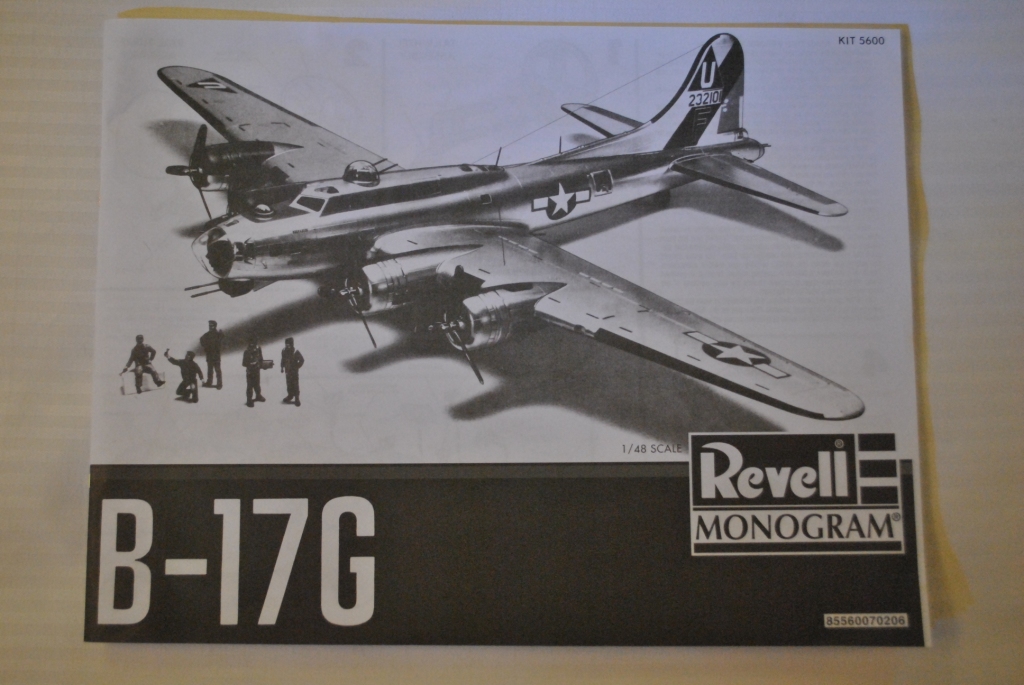 KIT 5600
U
232101
1/48 SCALE
Revell®
MONOGRAM®
B-17G
85560070206